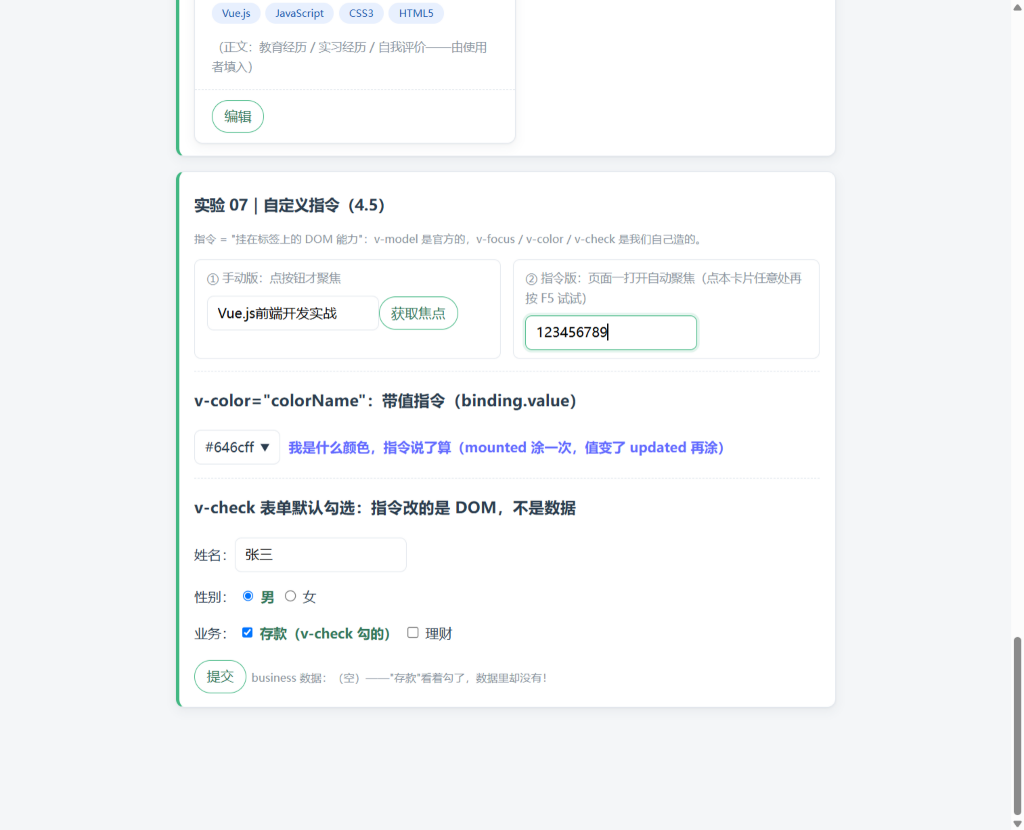 Vue.js JavaScript CSS3 HTML5
（正文：教育经历 / 实习经历 / 自我评价——由使用
者填入）
编辑
实验 07 | 自定义指令（4.5）
指令 = "挂在标签上的 DOM 能力"：v-model 是官方的，v-focus / v-color / v-check 是我们自己造的。
① 手动版：点按钮才聚焦
Vue.js前端开发实战 获取焦点
② 指令版：页面一打开自动聚焦（点本卡片任意处再
按 F5 试试）
123456789
v-color="colorName"：带值指令（binding.value）
#646cff ▼ 我是什么颜色，指令说了算（mounted 涂一次，值变了 updated 再涂）
v-check 表单默认勾选：指令改的是 DOM，不是数据
姓名： 张三
性别： 男 女
业务： 存款（v-check 勾的） 理财
提交 business 数据：（空）——"存款"看着勾了，数据里却没有！